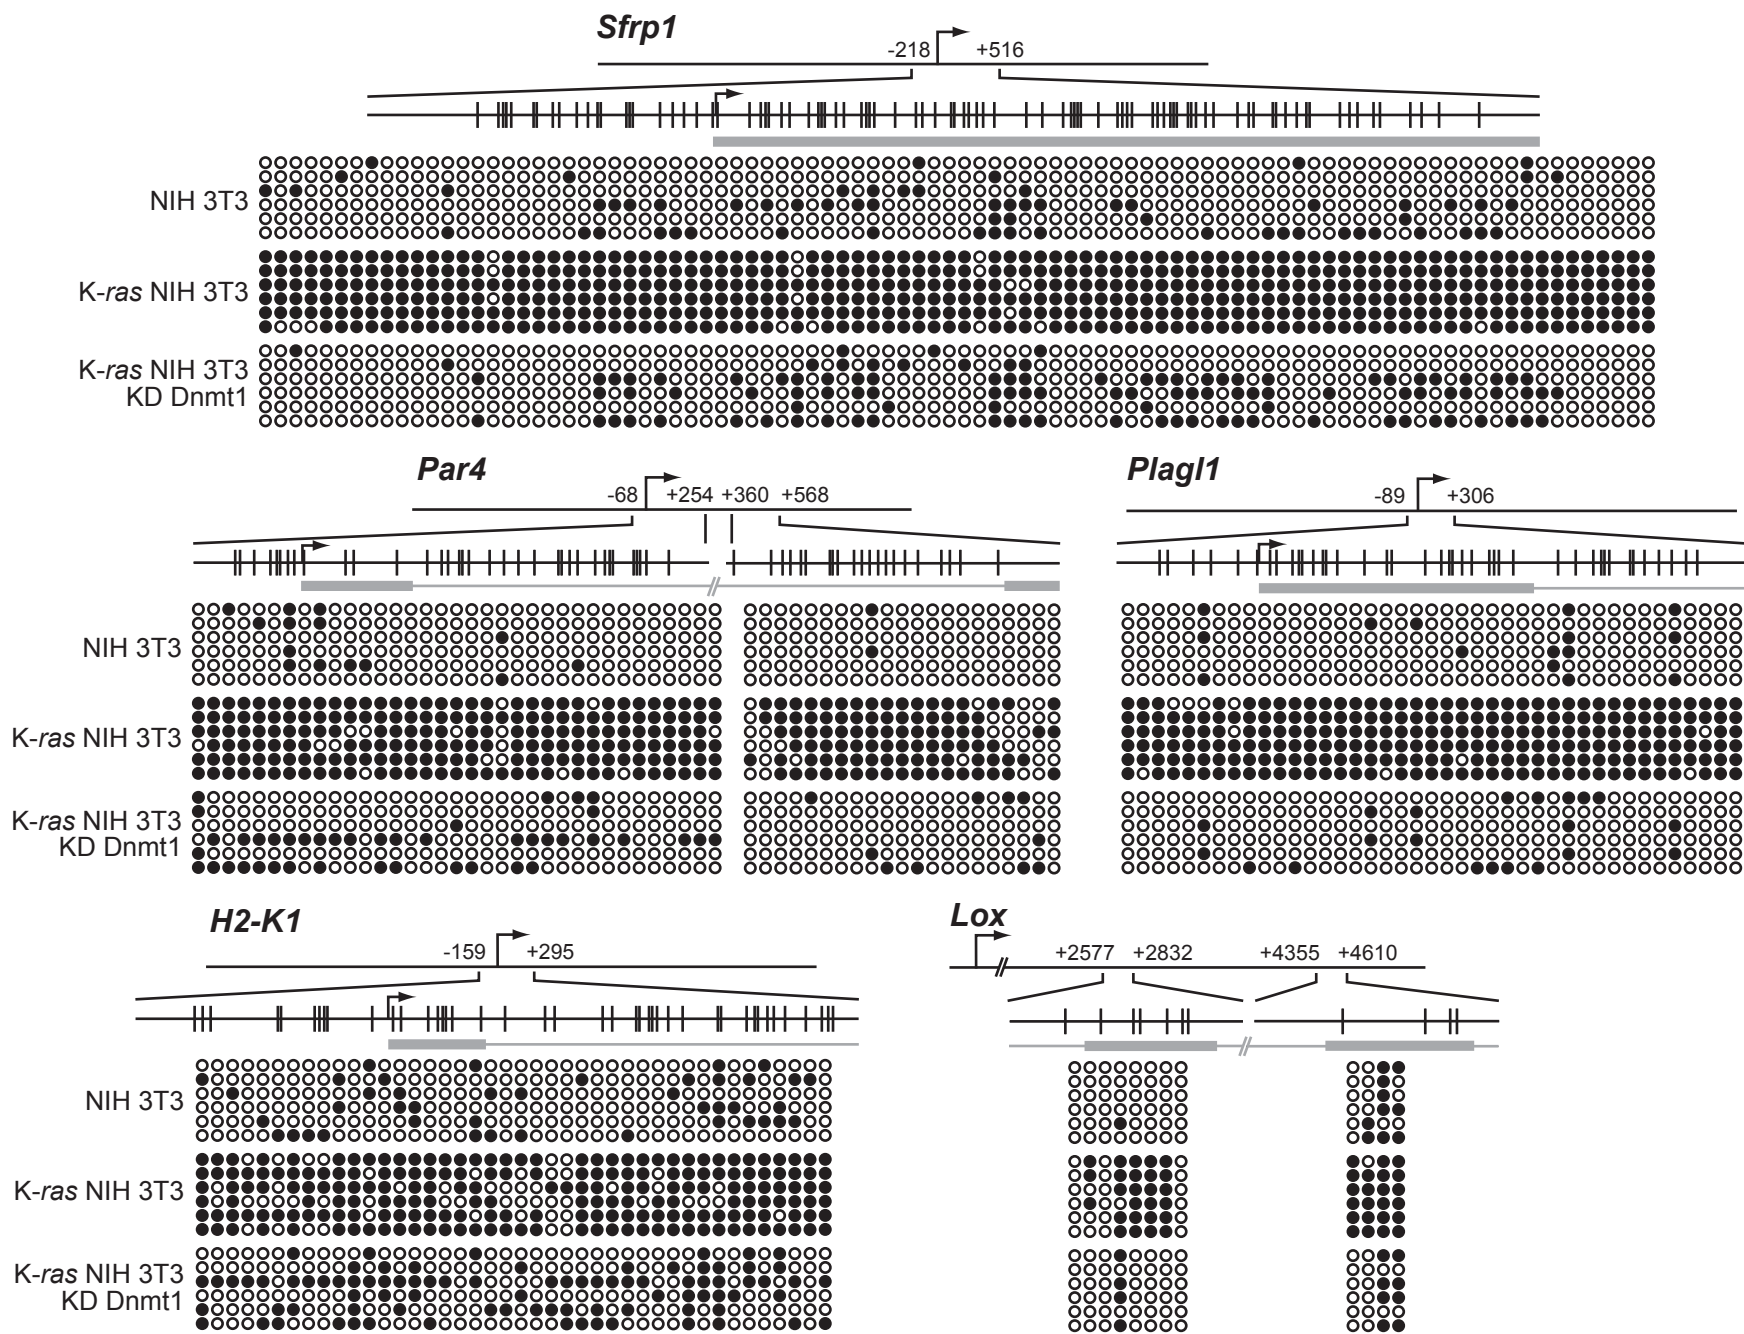 Sfrp1
-218 +516
NIH 3T3
K-ras NIH 3T3
K-ras NIH 3T3
KD Dnmt1
Par4
-68 +254 +360 +568
NIH 3T3
K-ras NIH 3T3
K-ras NIH 3T3
KD Dnmt1
Plagl1
-89 +306
H2-K1
-159 +295
NIH 3T3
K-ras NIH 3T3
K-ras NIH 3T3
KD Dnmt1
Lox
+2577 +2832 +4355 +4610